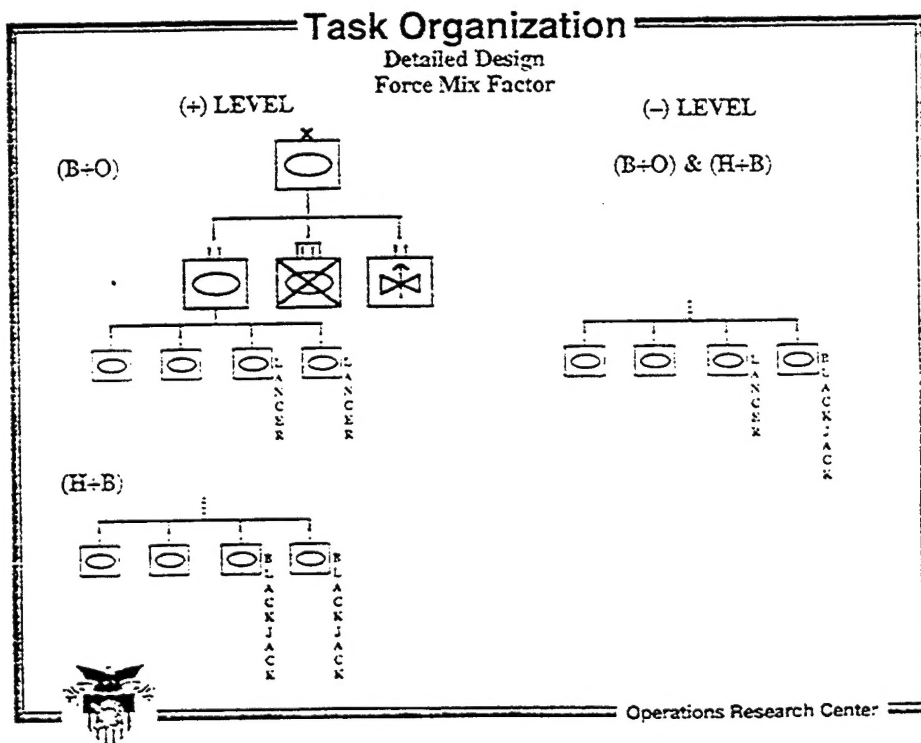 Task Organization
Detailed Design
Force Mix Factor
(+) LEVEL
(-) LEVEL
(B÷O)
(B÷O) & (H÷B)
LANCER
LANCER
LANCER
BLACKJACK
(H÷B)
BLACKJACK
BLACKJACK
Operations Research Center